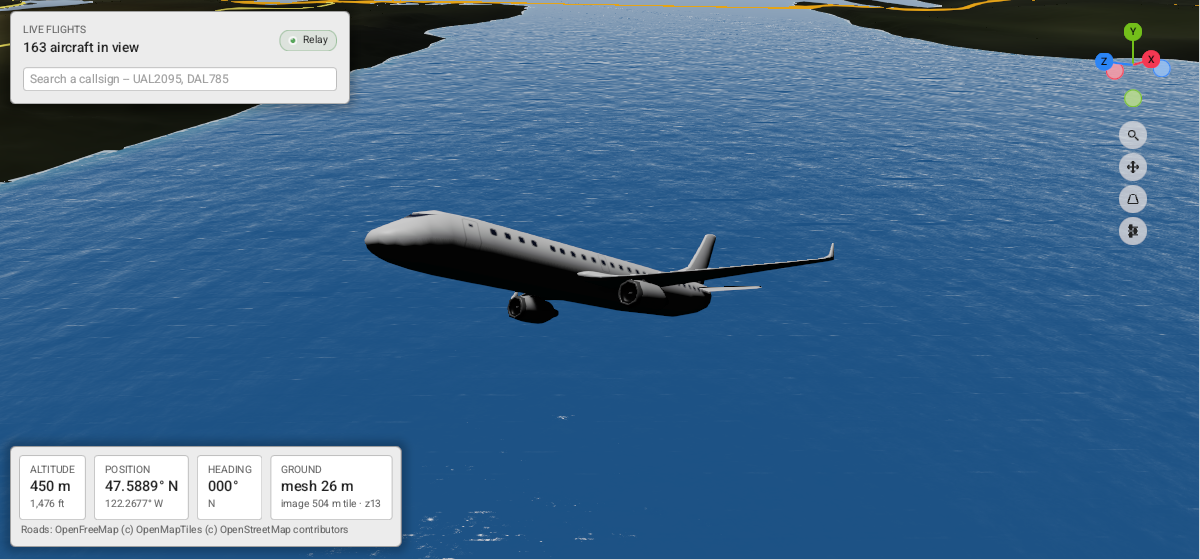 LIVE FLIGHTS
163 aircraft in view
Relay
Search a callsign – UAL2095, DAL785
Y
Z
X
ALTITUDE
450 m
1,476 ft
POSITION
47.5889° N
122.2677° W
HEADING
000°
N
GROUND
mesh 26 m
image 504 m tile · z13
Roads: OpenFreeMap (c) OpenMapTiles (c) OpenStreetMap contributors